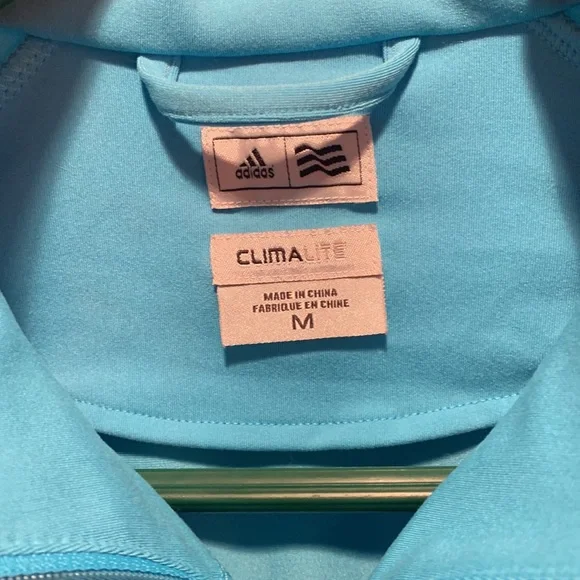 adidas
CLIMALITE
MADE IN CHINA
FABRIQUE EN CHINE
M